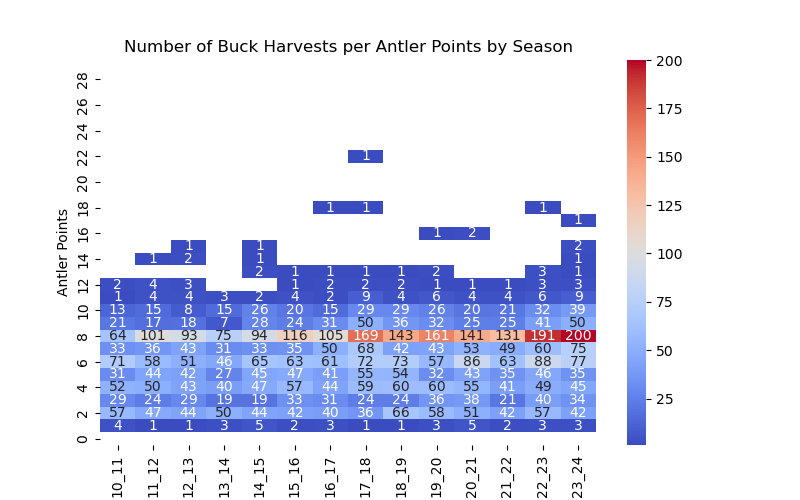 Number of Buck Harvests per Antler Points by Season
Antler Points
28
26
24
22 1
20
18 1 1 1
1
16 1 2
1 1 2
14 1 2 1 1
2 1 1 1 1 2 3 1
12 2 4 3 1 2 2 2 1 1 1 3 3
1 4 4 3 2 4 2 9 4 6 4 4 6 9
10 13 15 8 15 26 20 15 29 29 26 20 21 32 39
21 17 18 7 28 24 31 50 36 32 25 25 41 50
8 64 101 93 75 94 116 105 169 143 161 141 131 191 200
33 36 43 31 33 35 50 68 42 43 53 49 60 75
6 71 58 51 46 65 63 61 72 73 57 86 63 88 77
31 44 42 27 45 47 41 55 54 32 43 35 46 35
4 52 50 43 40 47 57 44 59 60 60 55 41 49 45
29 24 29 19 19 33 31 24 24 36 38 21 40 34
2 57 47 44 50 44 42 40 36 66 58 51 42 57 42
4 1 1 3 5 2 3 1 1 3 5 2 3 3
0
10_11 11_12 12_13 13_14 14_15 15_16 16_17 17_18 18_19 19_20 20_21 21_22 22_23 23_24
200
175
150
125
100
75
50
25